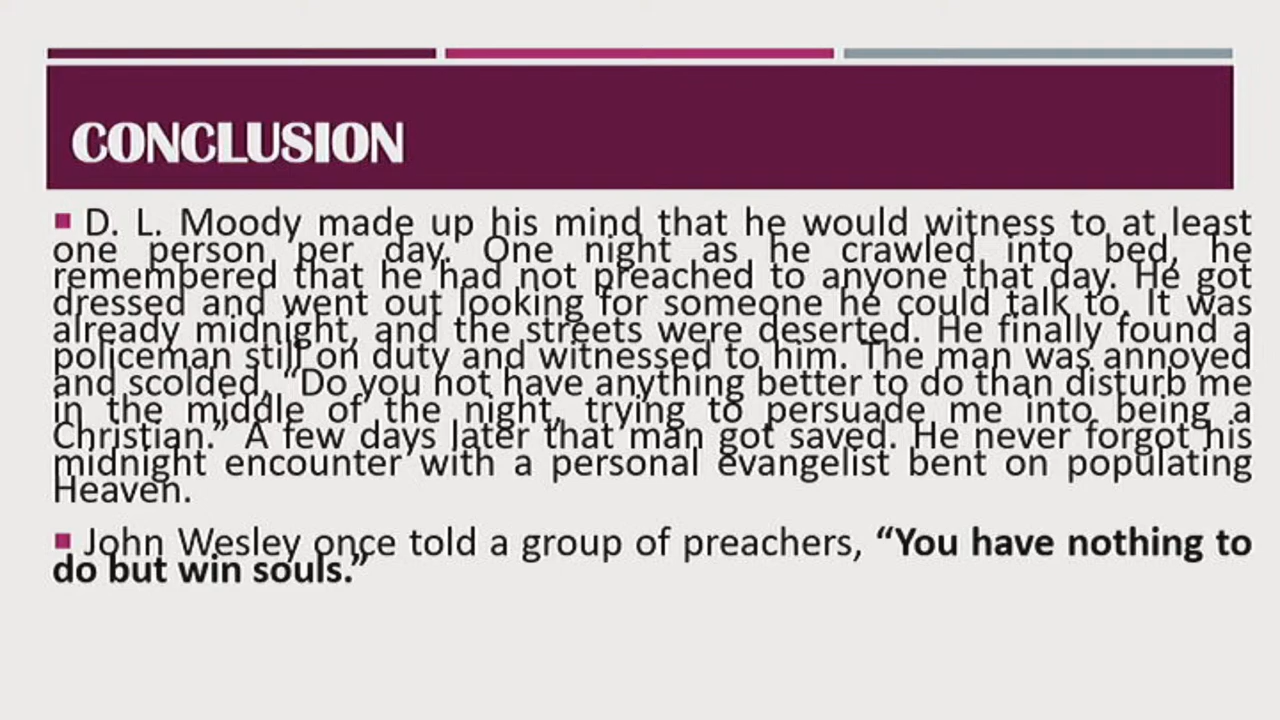 CONCLUSION
D. L. Moody made up his mind that he would witness to at least
one person per day. One night as he crawled into bed, he
remembered that he had not preached to anyone that day. He got
dressed and went out looking for someone he could talk to. It was
already midnight, and the streets were deserted. He finally found a
policeman still on duty and witnessed to him. The man was annoyed
and scolded, “Do you not have anything better to do than disturb me
in the middle of the night, trying to persuade me into being a
Christian.” A few days later that man got saved. He never forgot his
midnight encounter with a personal evangelist bent on populating
Heaven.
John Wesley once told a group of preachers, “You have nothing to
do but win souls.”